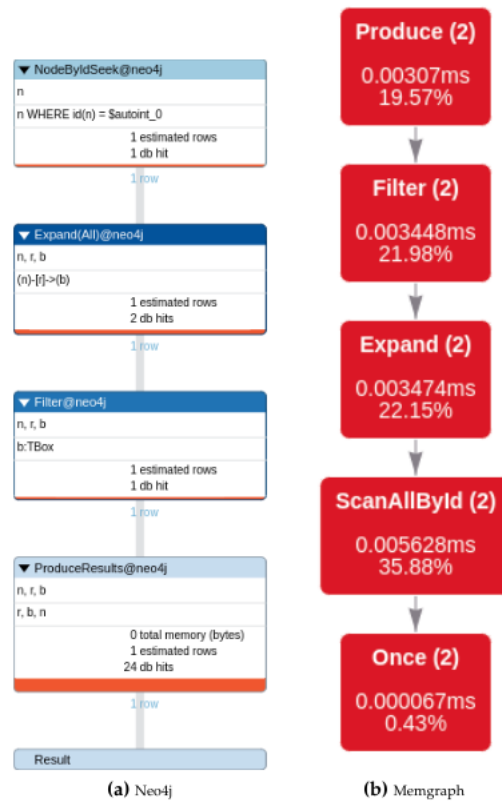 ▼ NodeByIdSeek@neo4j
n
n WHERE id(n) = $autoint_0
1 estimated rows
1 db hit
1 row
▼ Expand(All)@neo4j
n, r, b
(n)-[r]->(b)
1 estimated rows
2 db hits
1 row
▼ Filter@neo4j
n, r, b
b:TBox
1 estimated rows
1 db hit
1 row
▼ ProduceResults@neo4j
n, r, b
r, b, n
0 total memory (bytes)
1 estimated rows
24 db hits
1 row
Result
(a) Neo4j
Produce (2)
0.00307ms
19.57%
Filter (2)
0.003448ms
21.98%
Expand (2)
0.003474ms
22.15%
ScanAllById (2)
0.005628ms
35.88%
Once (2)
0.000067ms
0.43%
(b) Memgraph